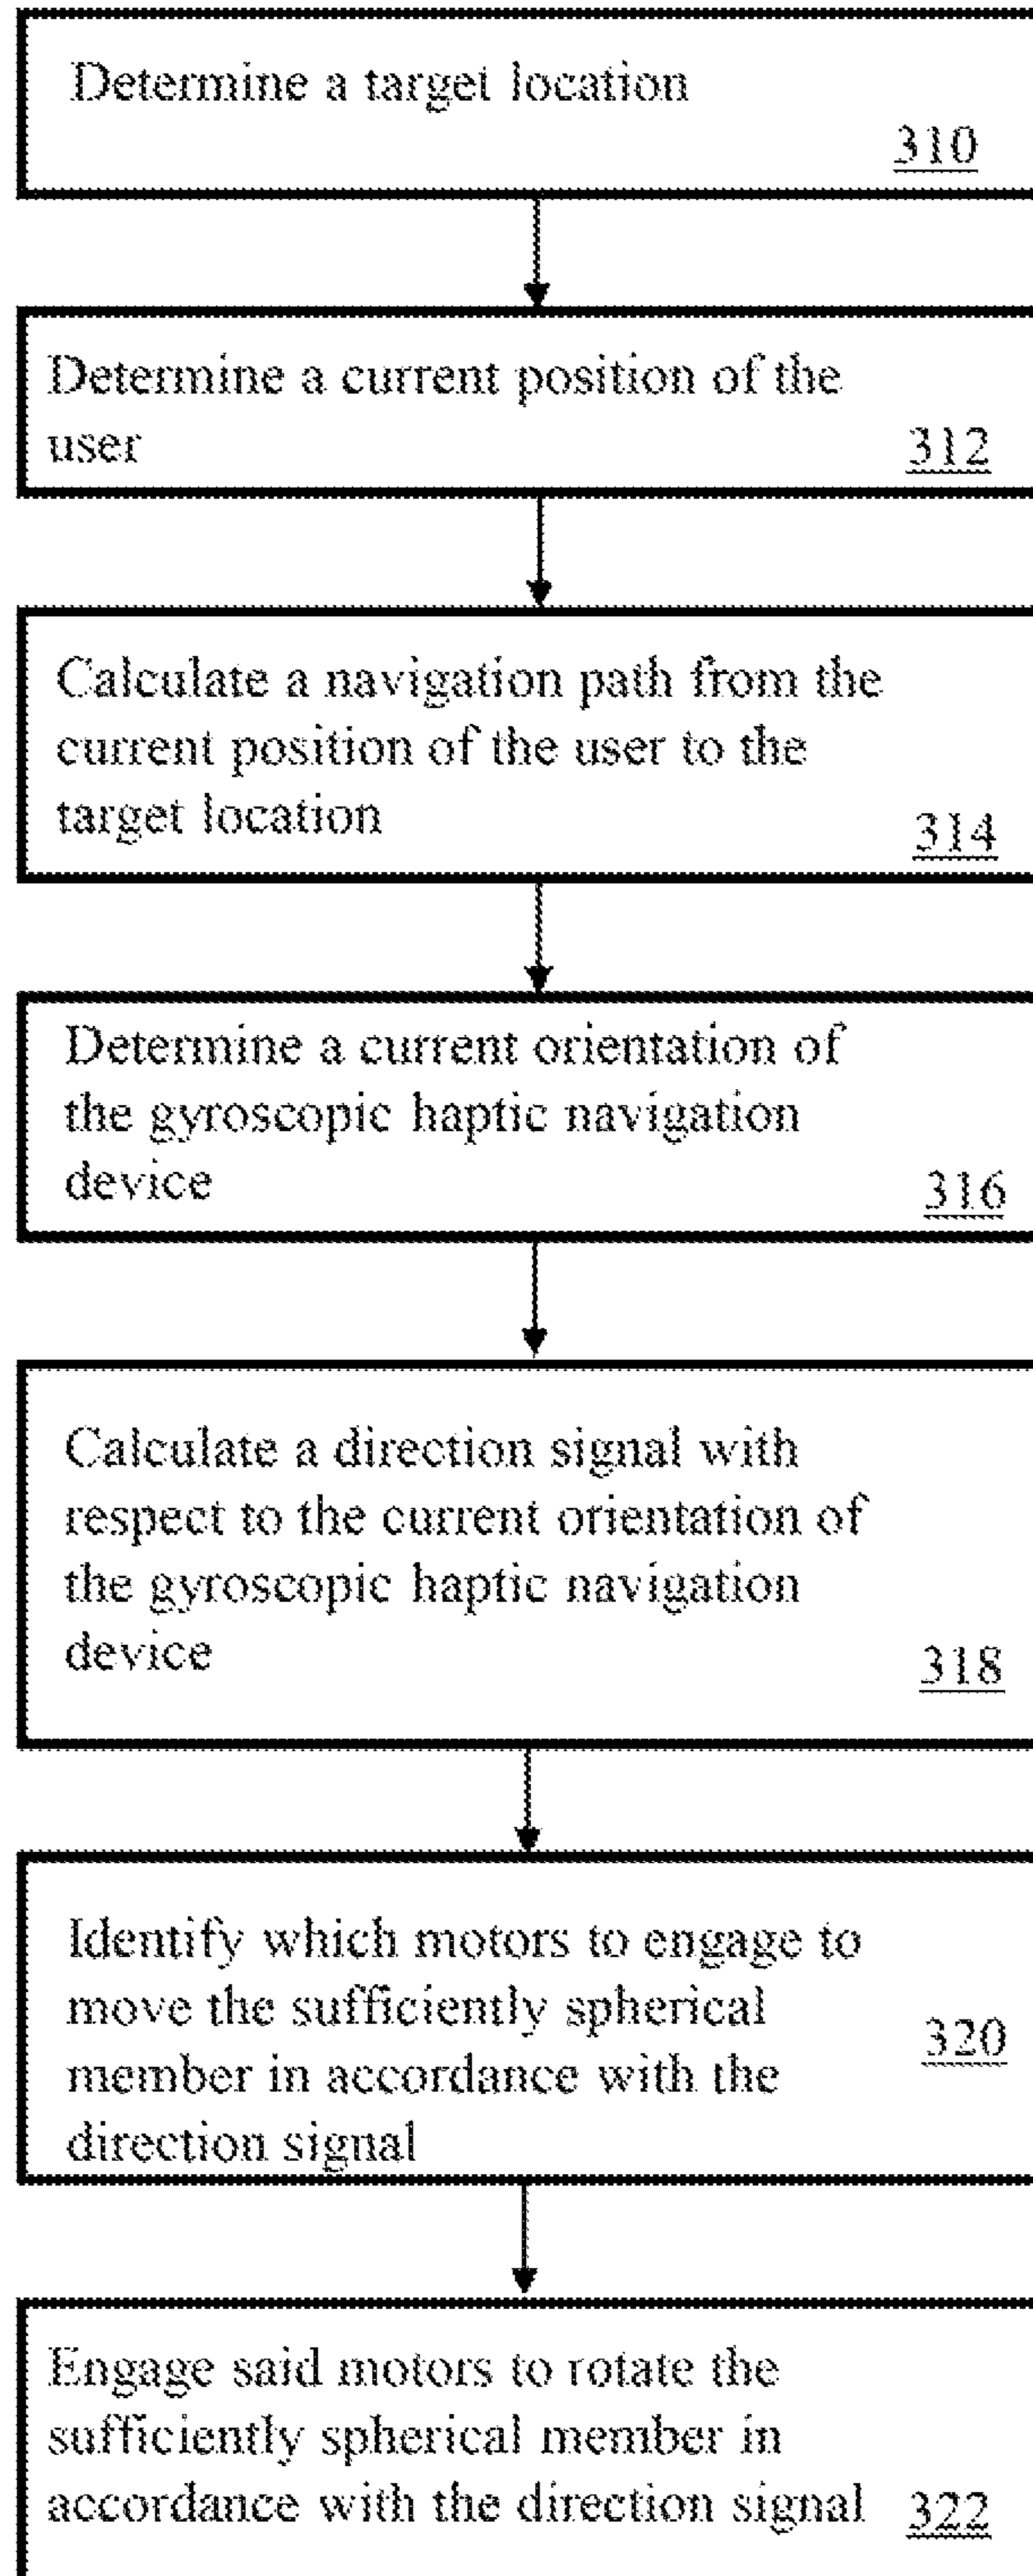 Determine a target location
310
Determine a current position of the
user
312
Calculate a navigation path from the
current position of the user to the
target location
314
Determine a current orientation of
the gyroscopic haptic navigation
device
316
Calculate a direction signal with
respect to the current orientation of
the gyroscopic haptic navigation
device
318
Identify which motors to engage to
move the sufficiently spherical
member in accordance with the
direction signal
320
Engage said motors to rotate the
sufficiently spherical member in
accordance with the direction signal
322